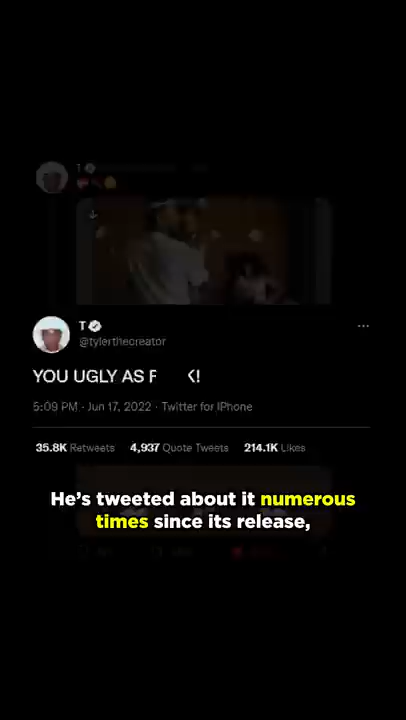 T
T
@tylerthecreator
YOU UGLY AS F K!
5:09 PM · Jun 17, 2022 · Twitter for iPhone
35.8K Retweets 4,937 Quote Tweets 214.1K Likes
He's tweeted about it numerous
times since its release,